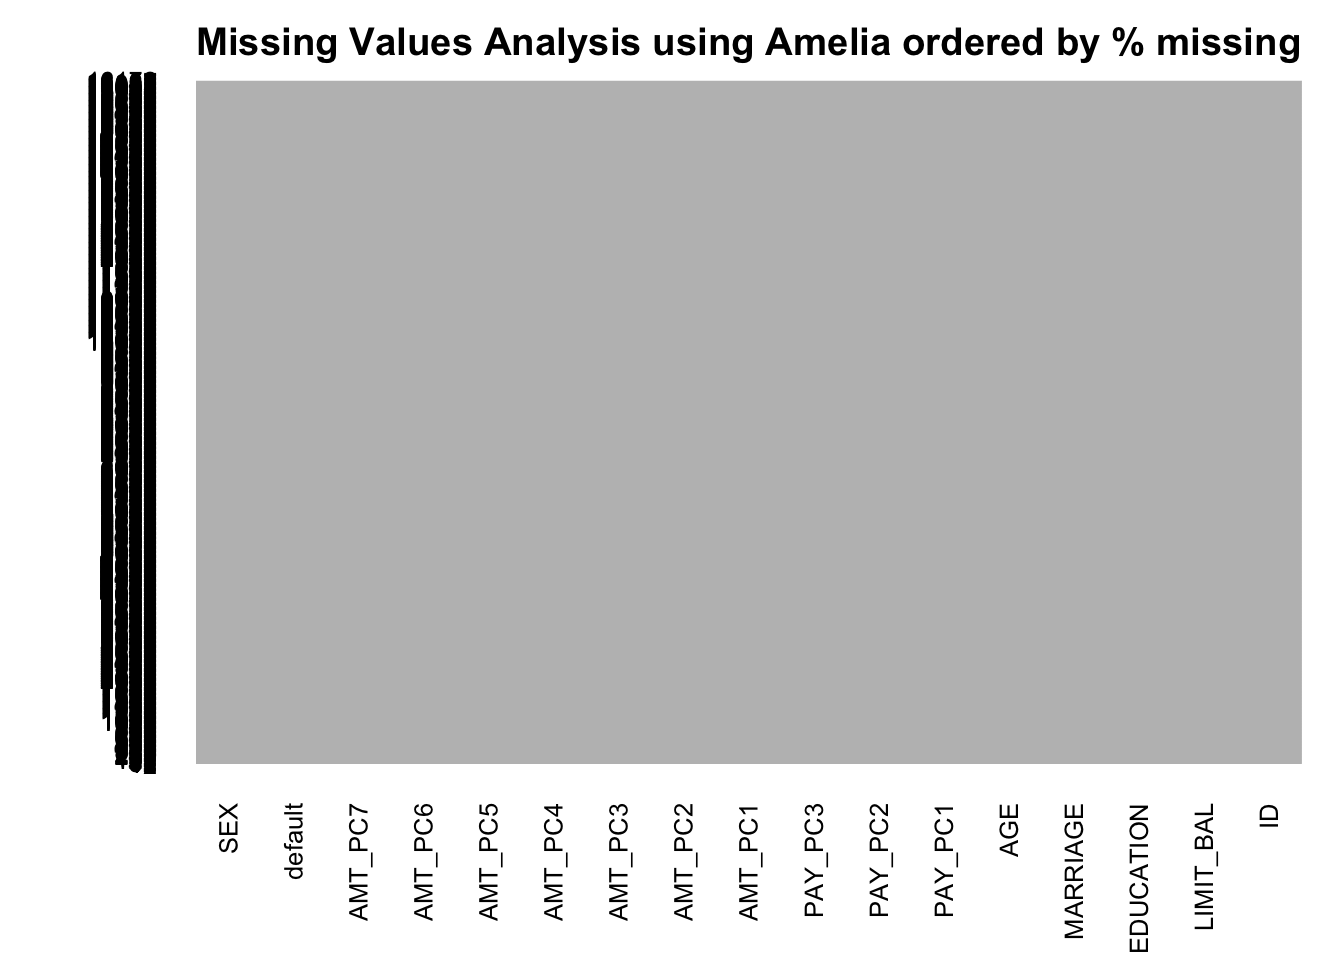 Missing Values Analysis using Amelia ordered by % missing
SEX
default
AMT_PC7
AMT_PC6
AMT_PC5
AMT_PC4
AMT_PC3
AMT_PC2
AMT_PC1
PAY_PC3
PAY_PC2
PAY_PC1
AGE
MARRIAGE
EDUCATION
LIMIT_BAL
ID